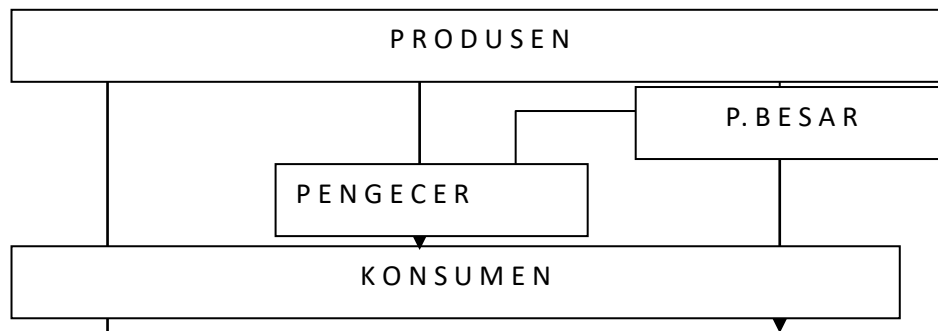 P R O D U S E N
P. B E S A R
P E N G E C E R
K O N S U M E N